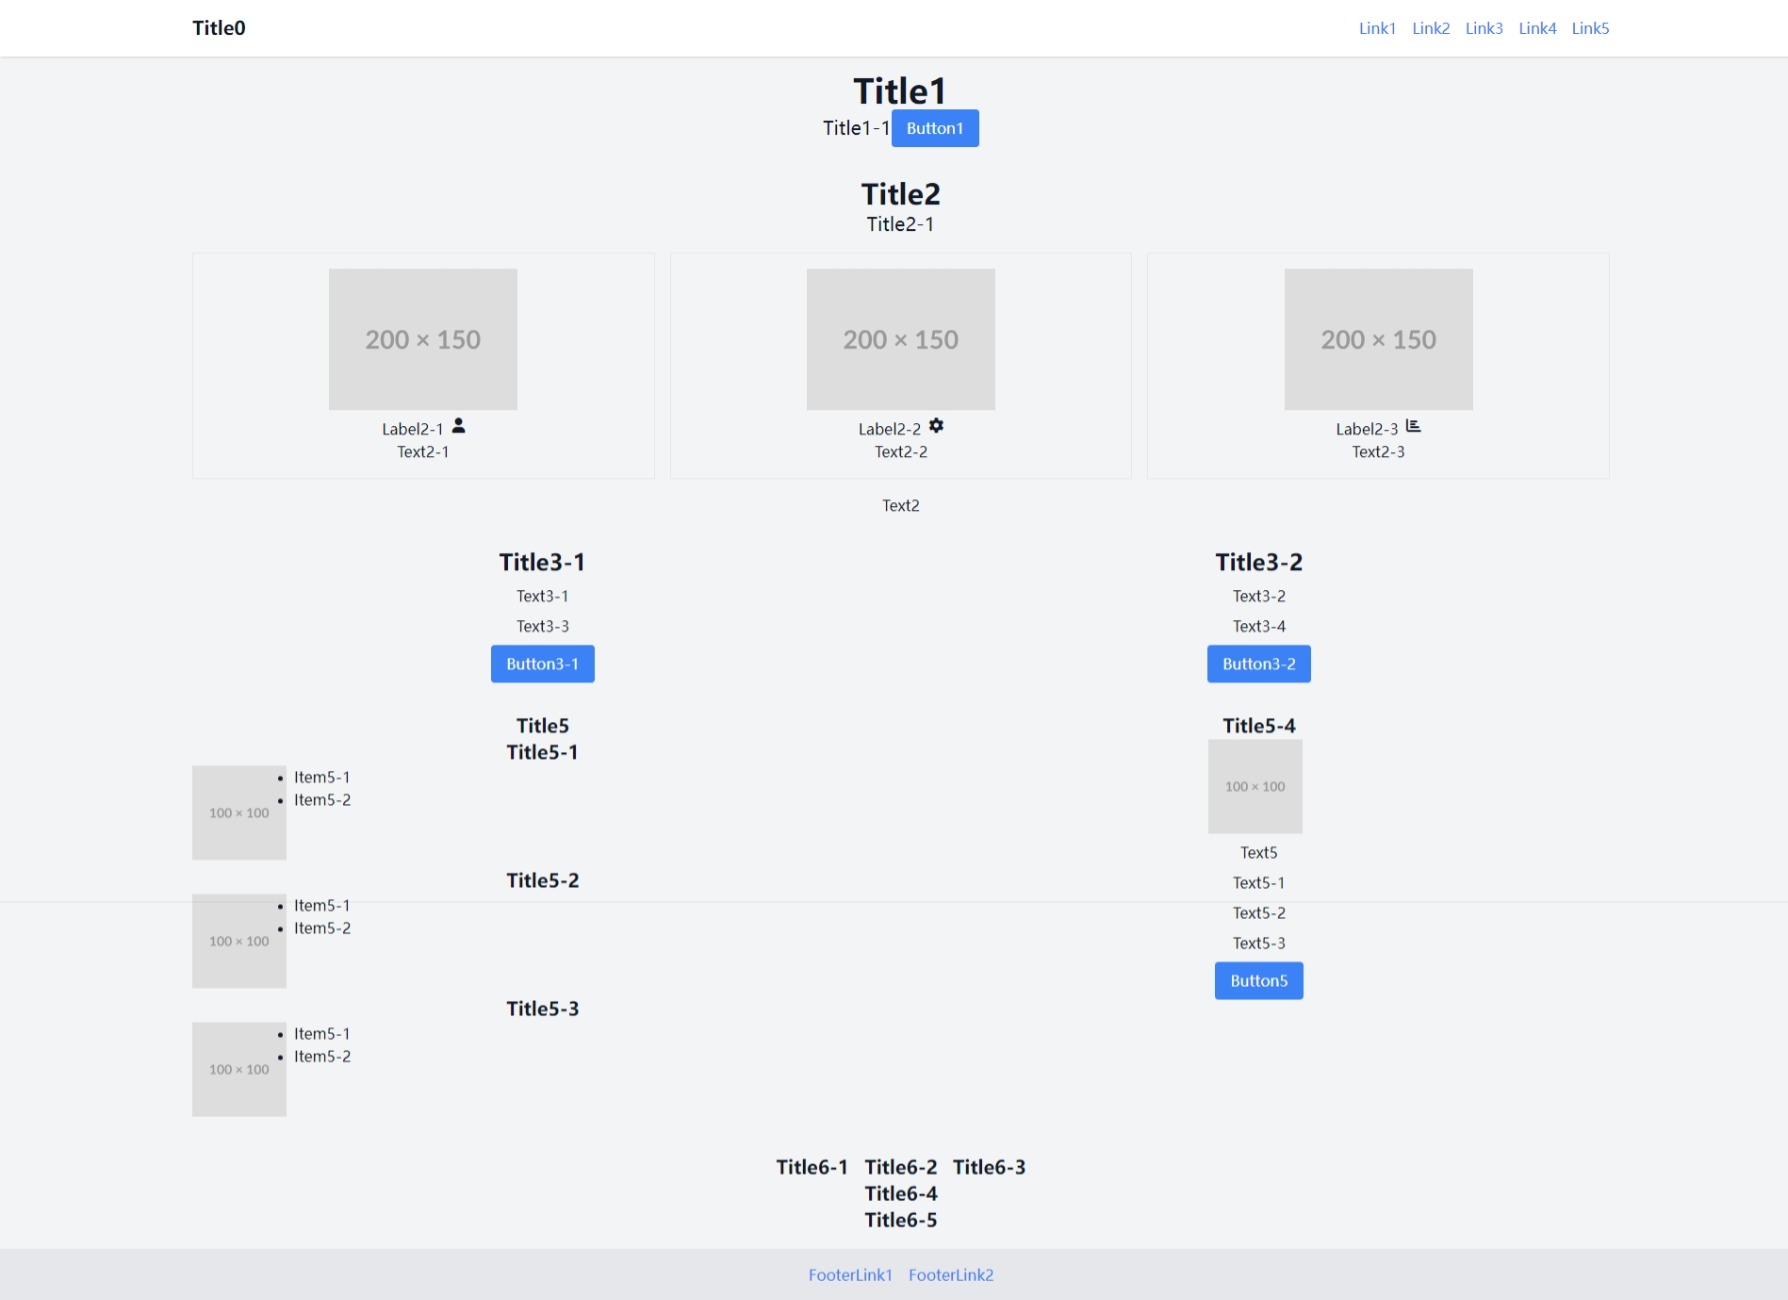 Title0 Link1 Link2 Link3 Link4 Link5
Title1
Title1-1 Button1
Title2
Title2-1
200 × 150
Label2-1
Text2-1
200 × 150
Label2-2
Text2-2
200 × 150
Label2-3
Text2-3
Text2
Title3-1
Text3-1
Text3-3
Button3-1
Title3-2
Text3-2
Text3-4
Button3-2
Title5
Title5-1
100 × 100
Item5-1
Item5-2
Title5-2
100 × 100
Item5-1
Item5-2
Title5-3
100 × 100
Item5-1
Item5-2
Title5-4
100 × 100
Text5
Text5-1
Text5-2
Text5-3
Button5
Title6-1 Title6-2 Title6-3
Title6-4
Title6-5
FooterLink1 FooterLink2